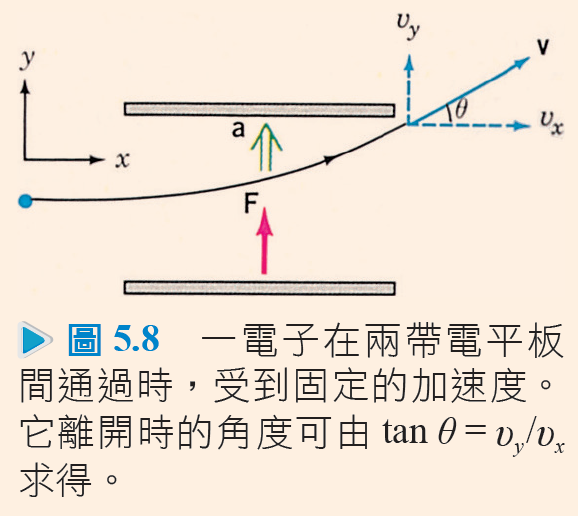 v_y
v
y
θ
v_x
a
x
F
圖 5.8 一電子在兩帶電平板
間通過時，受到固定的加速度。
它離開時的角度可由 tan θ = v_y/v_x
求得。